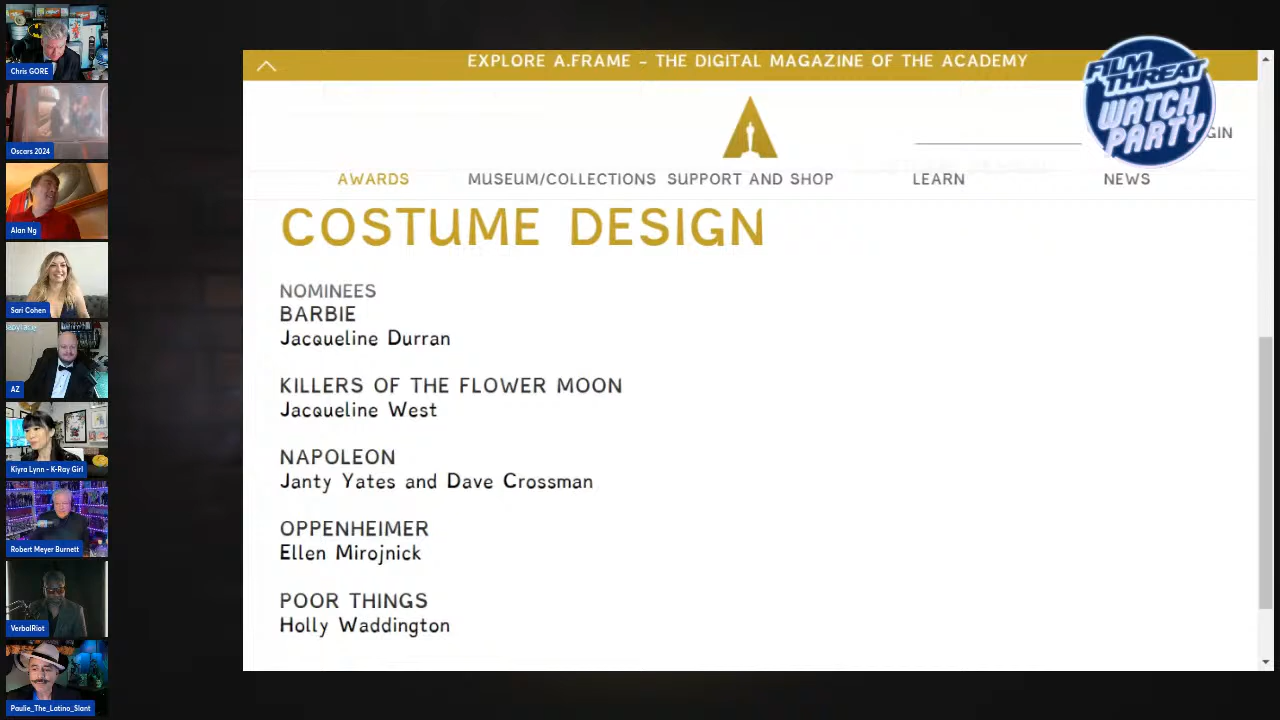 Chris GORE
Oscars 2024
Alan Ng
Sari Cohen
AZ
Kiyra Lynn - K-Ray Girl
Robert Meyer Burnett
VerbalRiot
Paulie_The_Latino_Slant
EXPLORE A.FRAME - THE DIGITAL MAGAZINE OF THE ACADEMY
FILM
THREAT
WATCH
PARTY
GIN
AWARDS MUSEUM/COLLECTIONS SUPPORT AND SHOP LEARN NEWS
COSTUME DESIGN
NOMINEES
BARBIE
Jacqueline Durran
KILLERS OF THE FLOWER MOON
Jacqueline West
NAPOLEON
Janty Yates and Dave Crossman
OPPENHEIMER
Ellen Mirojnick
POOR THINGS
Holly Waddington